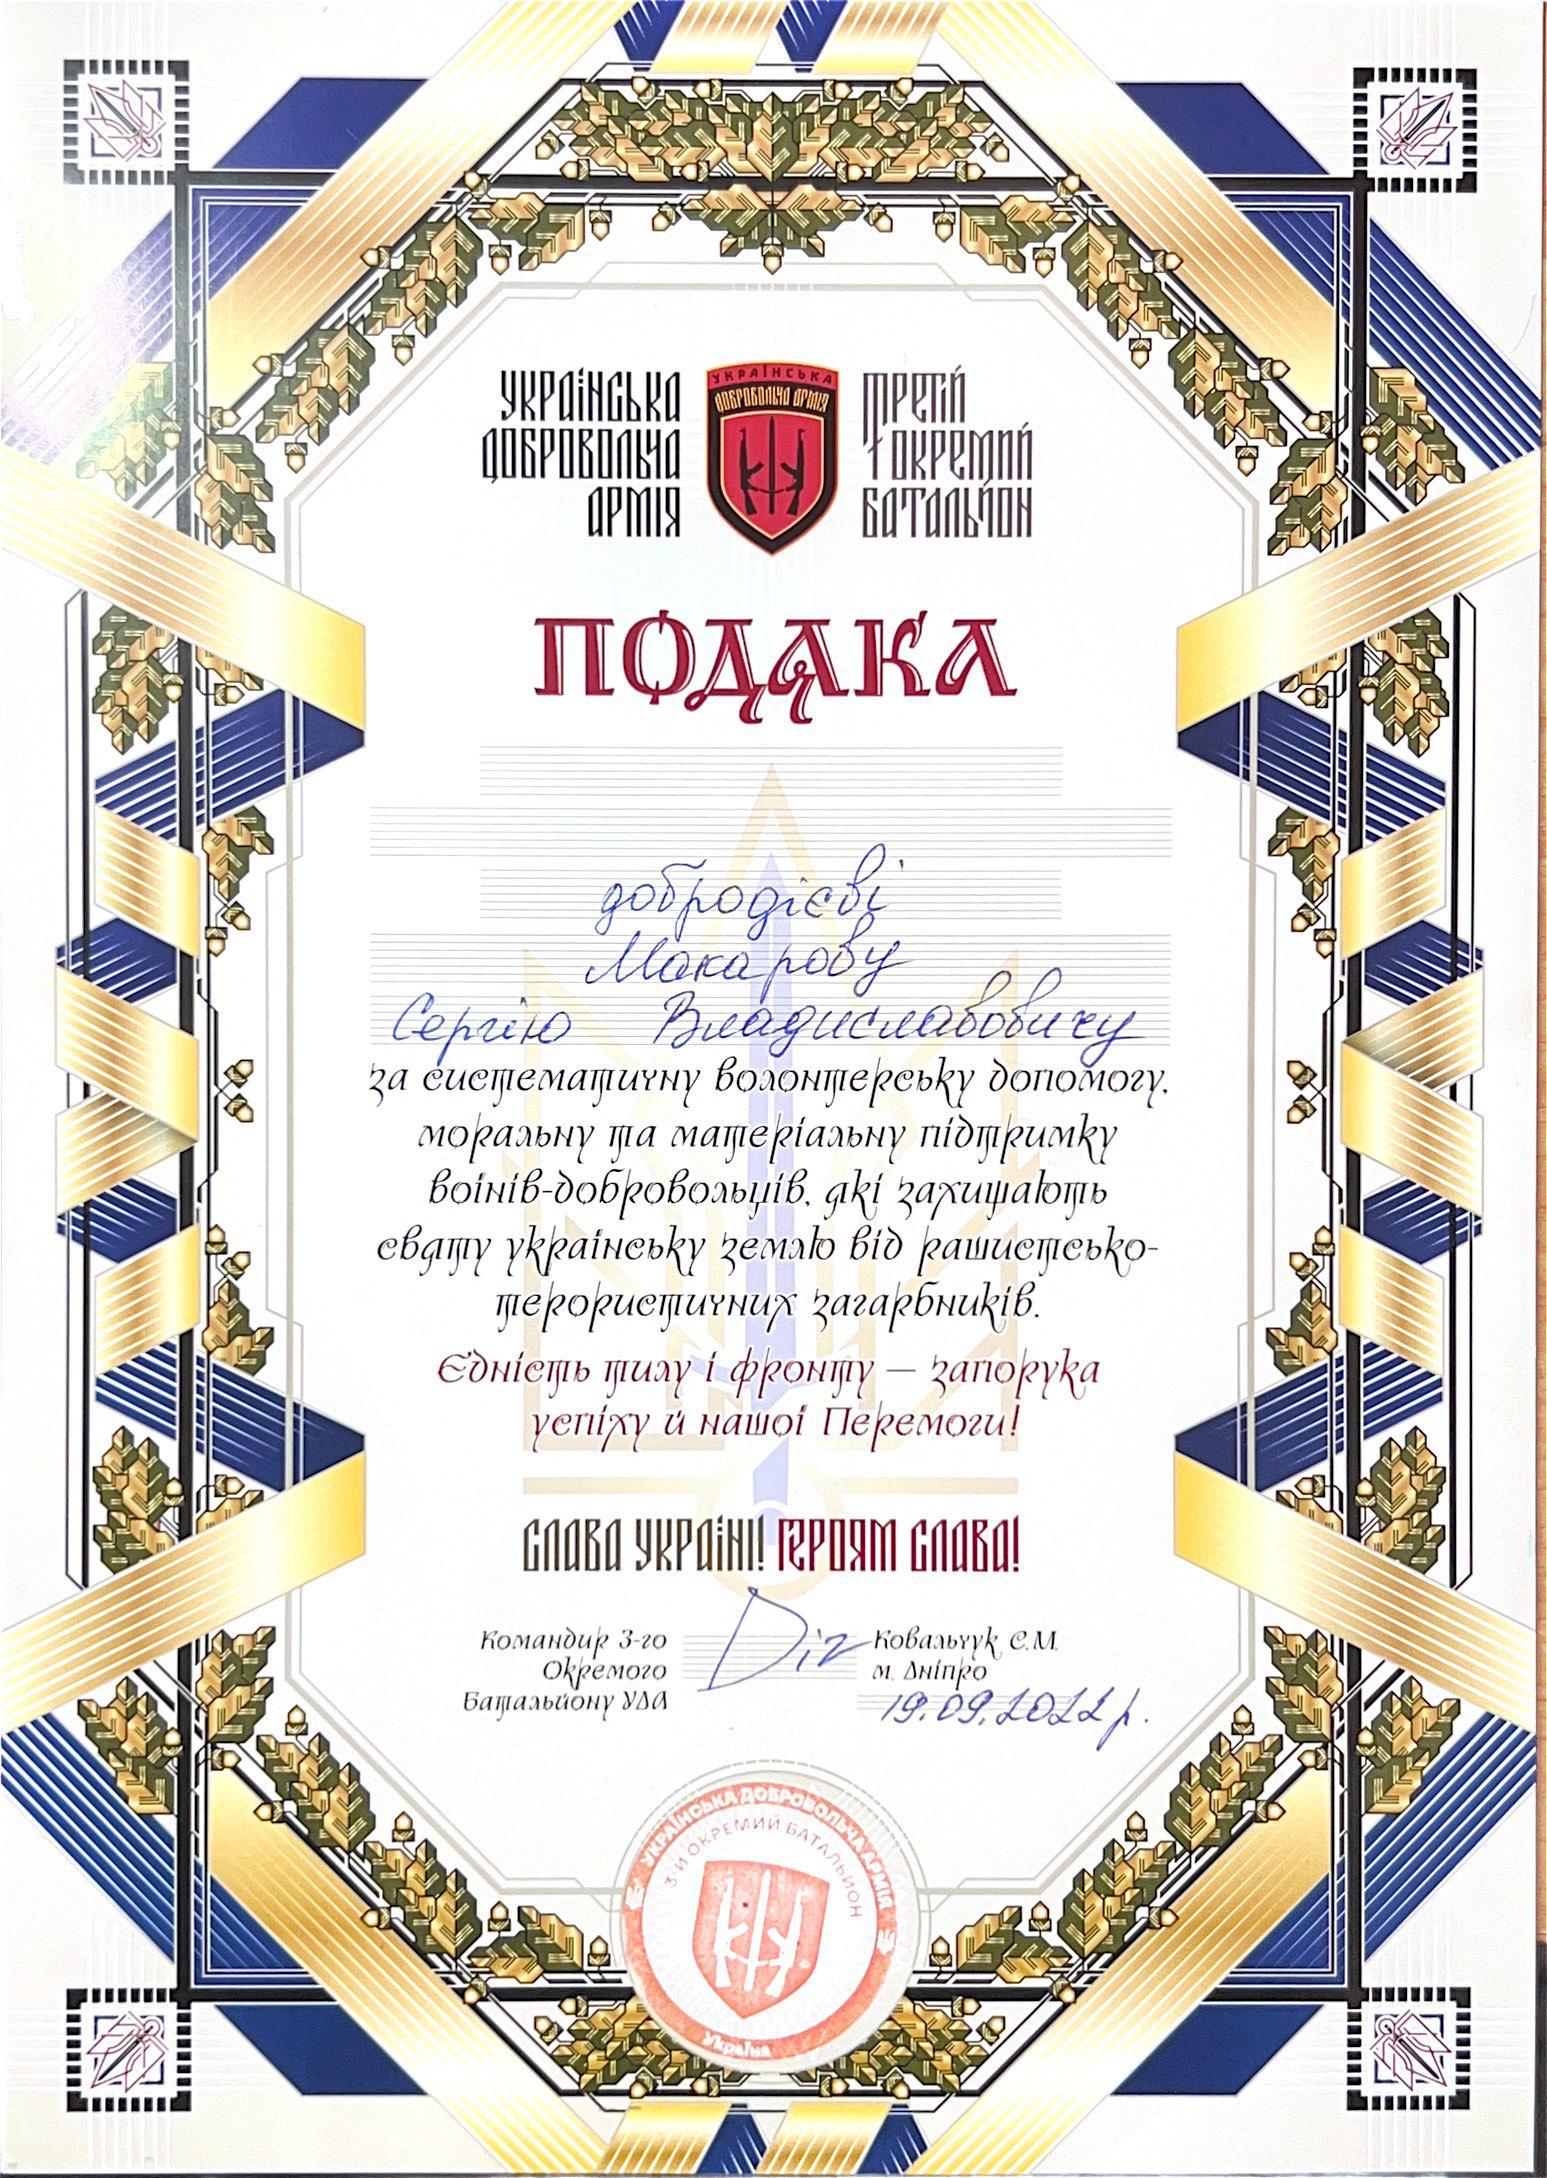 УКРАЇНСЬКА
ДОБРОВОЛЬЧА
АРМІЯ
УКРАЇНСЬКА
ДОБРОВОЛЬЧА АРМІЯ
ТРЕТІЙ
ОКРЕМИЙ
БАТАЛЬЙОН
ПОДЯКА
добродієві
Макарову
Сергію Владиславовичу
за систематичну волонтерську допомогу,
моральну та матеріальну підтримку
воїнів-добровольців, які захищають
святу українську землю від рашистсько-
терористичних загарбників.
Єдність тилу і фронту — запорука
успіху й нашої Перемоги!
СЛАВА УКРАЇНІ! ГЕРОЯМ СЛАВА!
Командир 3-го
Окремого
Батальйону УДА
Ковальчук Є.М.
м. Дніпро
19.09.2022 р.
УКРАЇНСЬКА ДОБРОВОЛЬЧА АРМІЯ
3-Й ОКРЕМИЙ БАТАЛЬЙОН
Україна